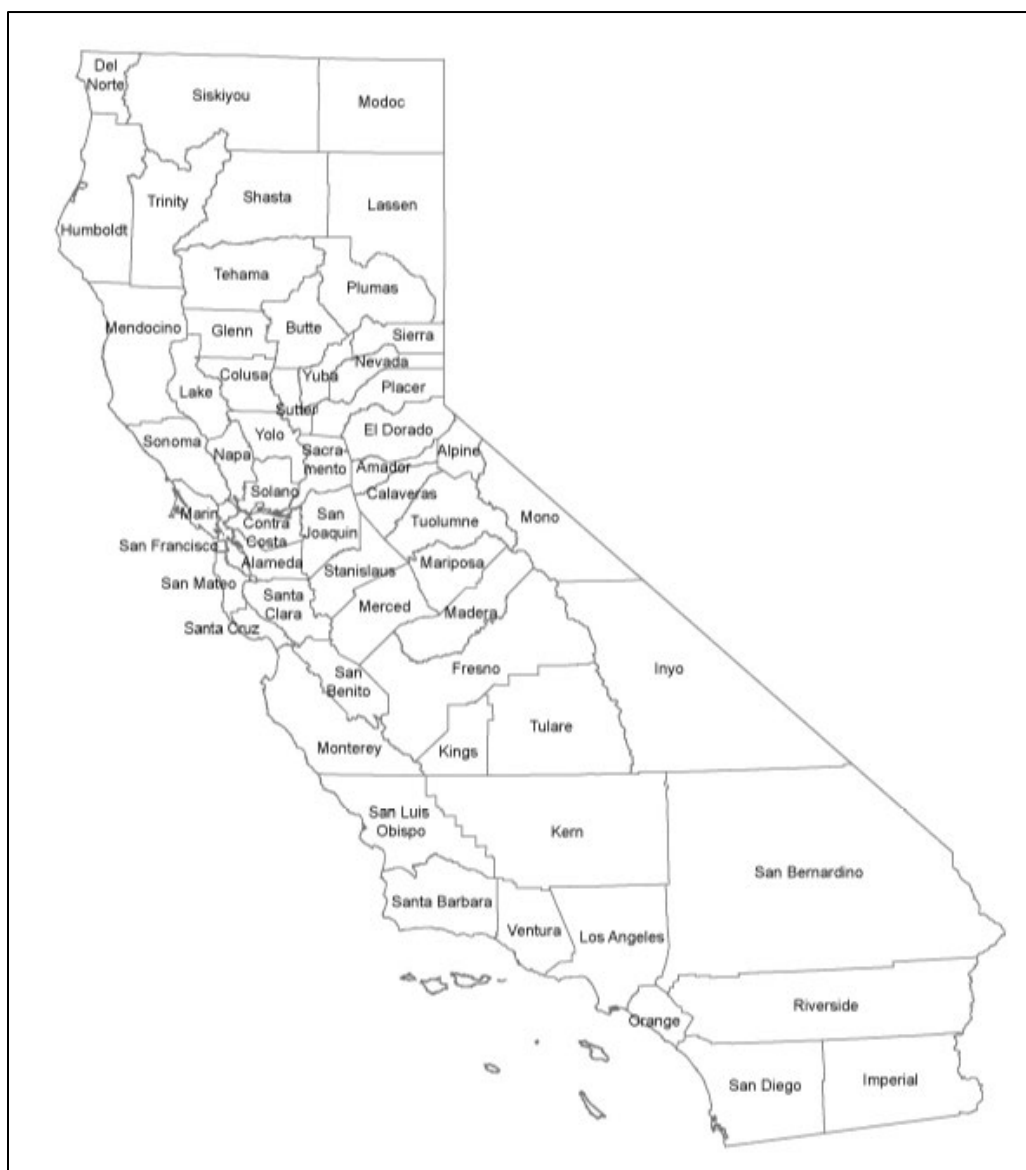 Del
Norte
Siskiyou
Modoc
Trinity
Shasta
Lassen
Humboldt
Tehama
Plumas
Mendocino
Glenn
Butte
Sierra
Nevada
Colusa
Yuba
Lake
Placer
Sutter
El Dorado
Yolo
Sonoma
Napa
Sacra-
mento
Alpine
Amador
Solano
Calaveras
Marin
Contra
Costa
San
Joaquin
Tuolumne
Mono
San Francisco
Alameda
Stanislaus
Mariposa
San Mateo
Santa
Clara
Merced
Madera
Santa Cruz
San
Benito
Fresno
Inyo
Tulare
Monterey
Kings
San Luis
Obispo
Kern
San Bernardino
Santa Barbara
Ventura
Los Angeles
Riverside
Orange
San Diego
Imperial